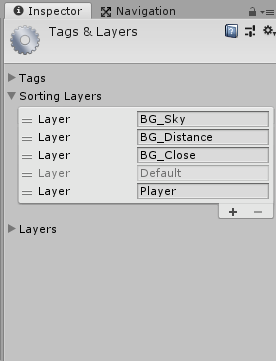 Inspector Navigation
Tags & Layers
Tags
Sorting Layers
Layer BG_Sky
Layer BG_Distance
Layer BG_Close
Layer Default
Layer Player
+ −
Layers